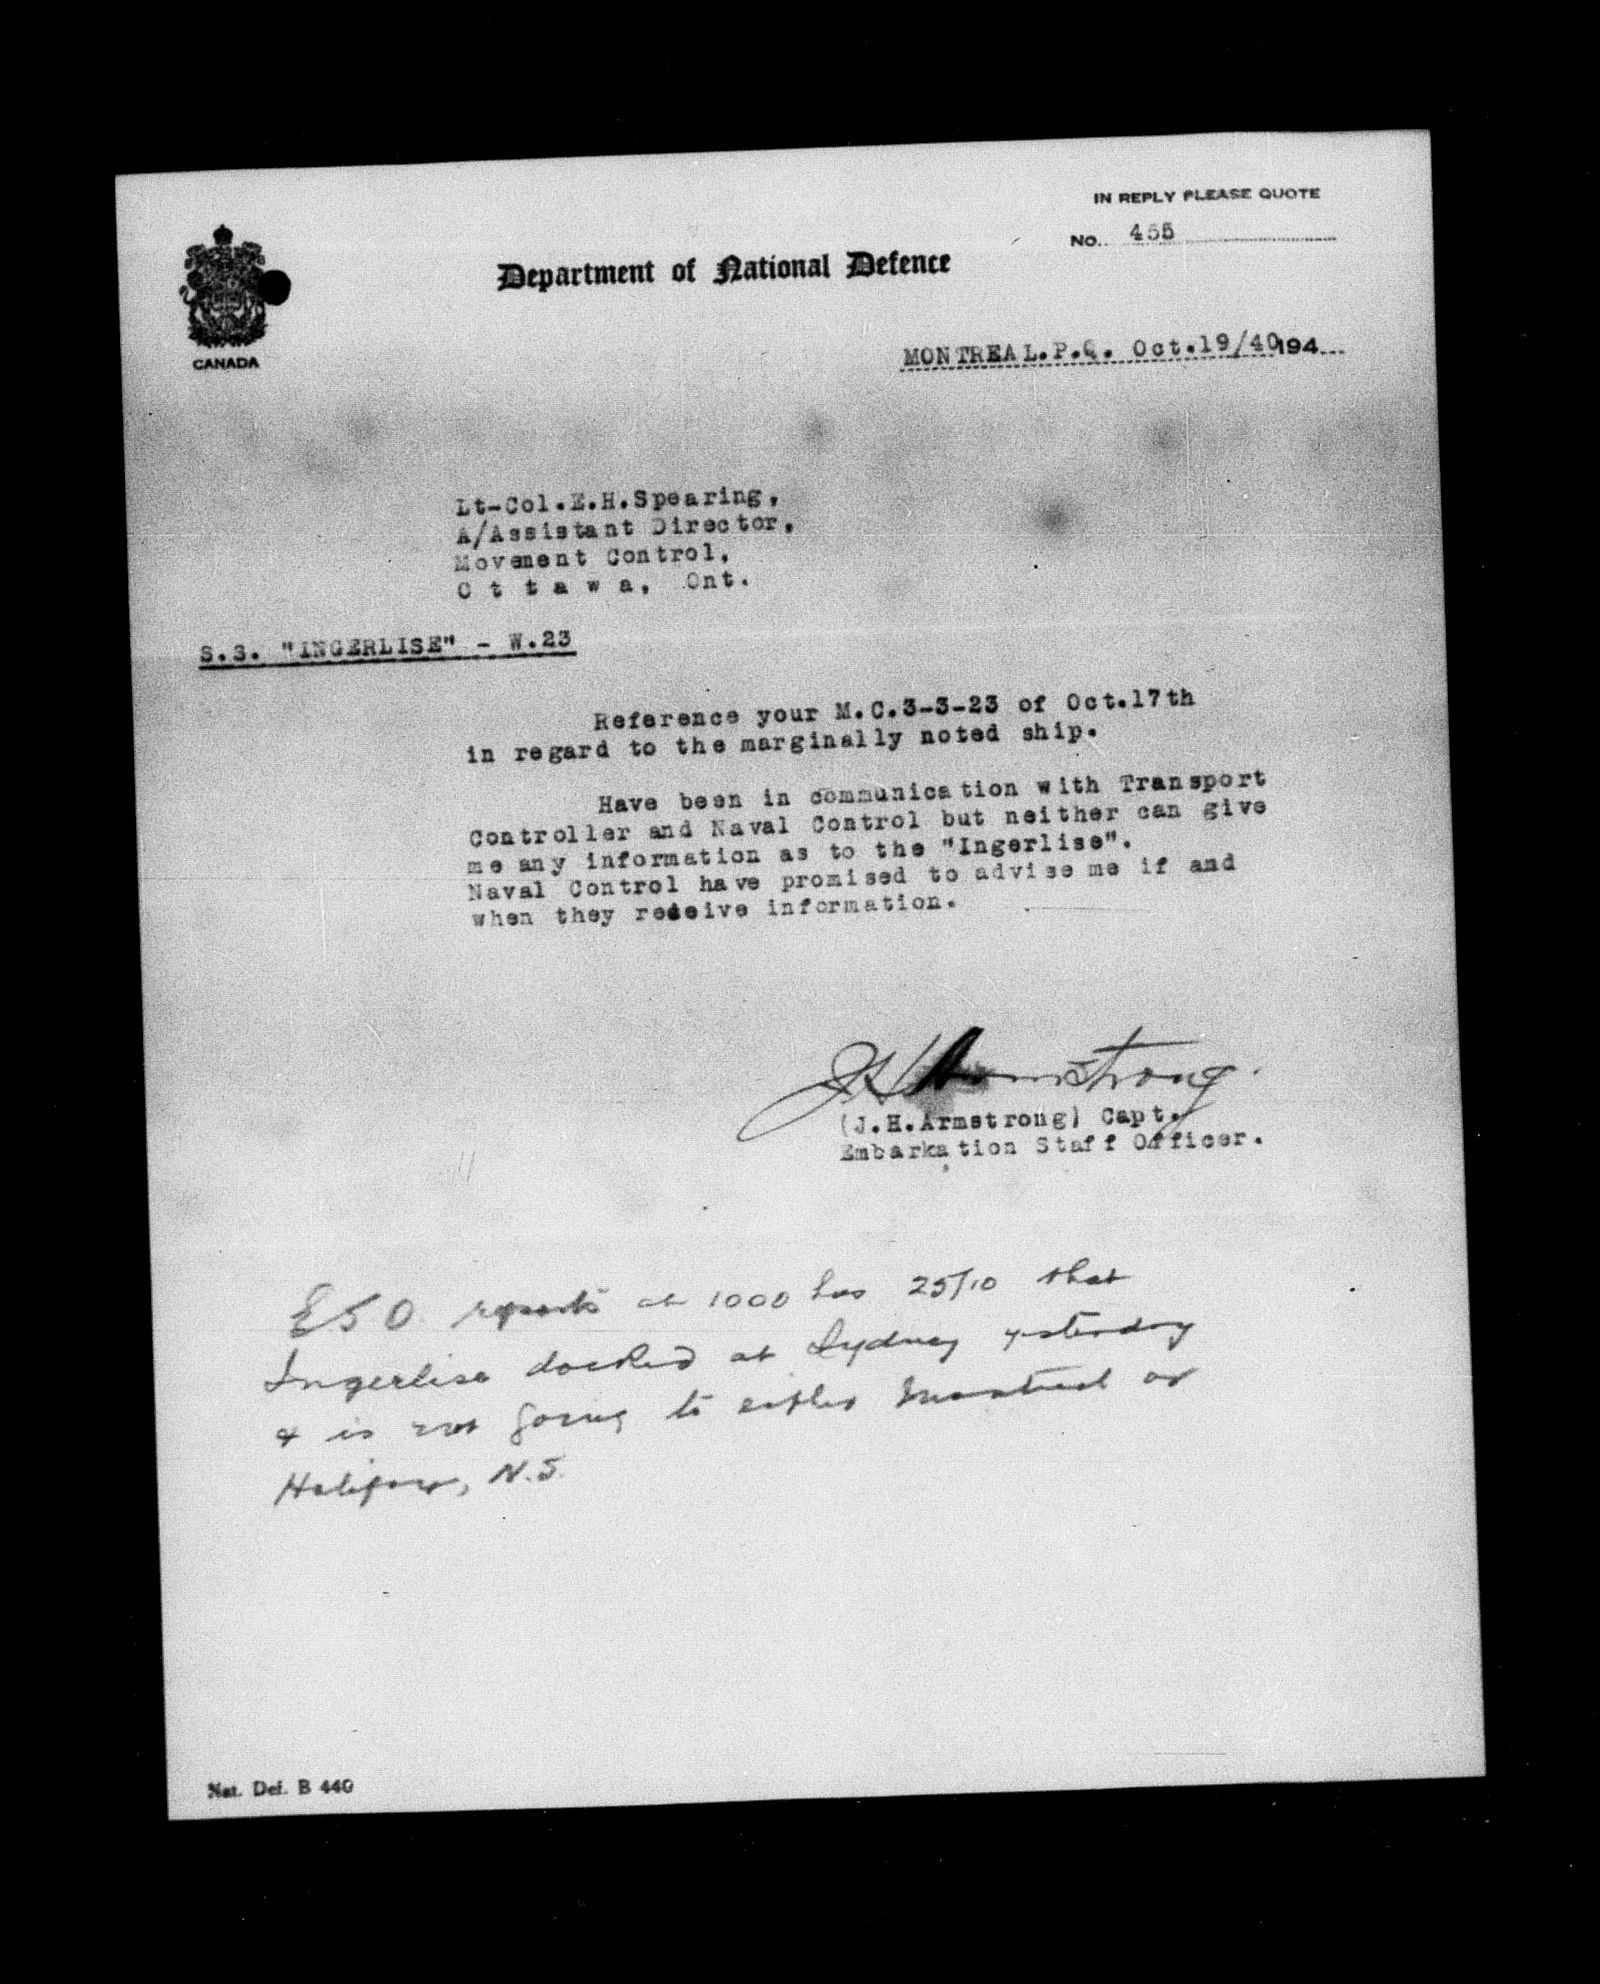 IN REPLY PLEASE QUOTE
No. 455
Department of National Defence
CANADA
MONTREAL.P.Q. Oct.19/40 194
Lt-Col.E.H.Spearing,
A/Assistant Director,
Movement Control,
O t t a w a, Ont.
S.S. "INGERLISE" - W.23
Reference your M.C.3-3-23 of Oct.17th
in regard to the marginally noted ship.
Have been in communication with Transport
Controller and Naval Control but neither can give
me any information as to the "Ingerlise".
Naval Control have promised to advise me if and
when they receive information.
JHArmstrong.
(J.H.Armstrong) Capt.
Embarkation Staff Officer.
ESO reports at 1000 hrs 25/10 that
Ingerlise docked at Sydney yesterday
& is not going to either Montreal or
Halifax, N.S.
Nat. Def. B 440